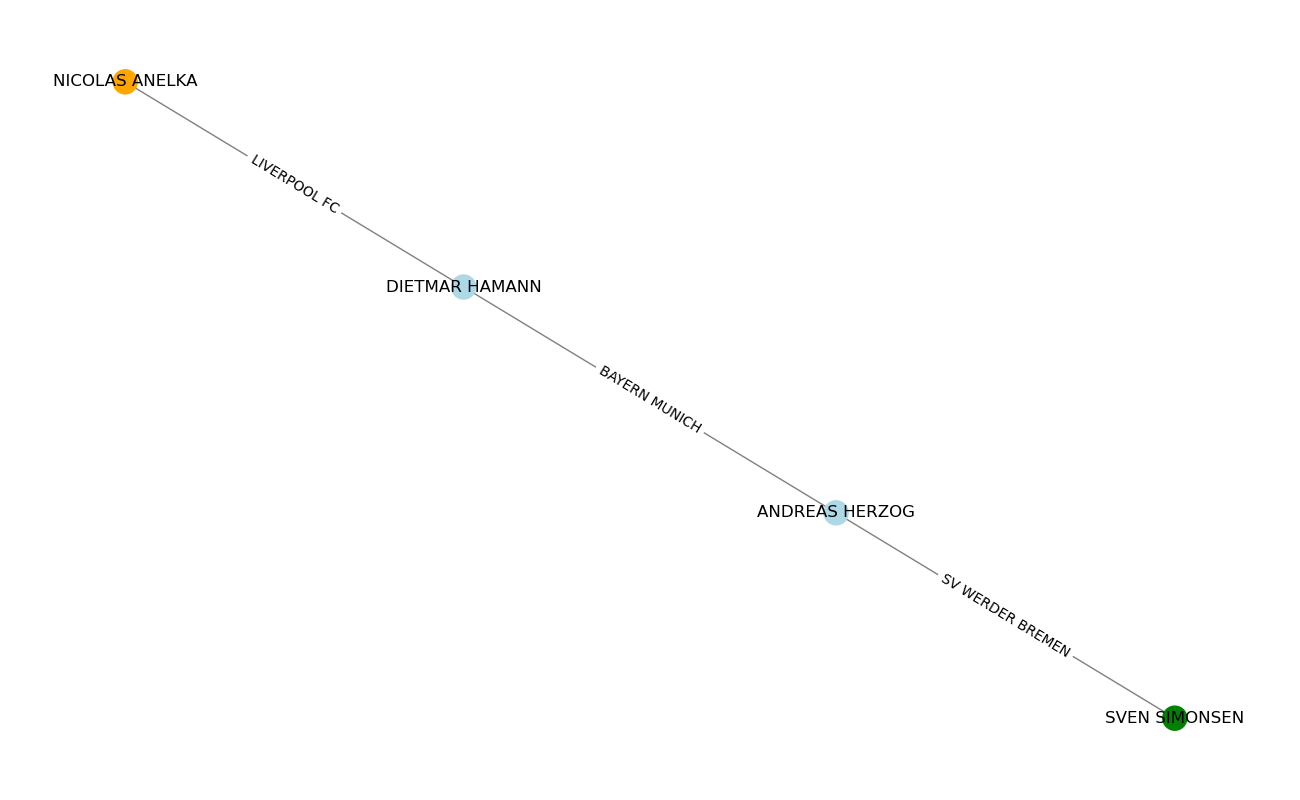 NICOLAS ANELKA
LIVERPOOL FC
DIETMAR HAMANN
BAYERN MUNICH
ANDREAS HERZOG
SV WERDER BREMEN
SVEN SIMONSEN